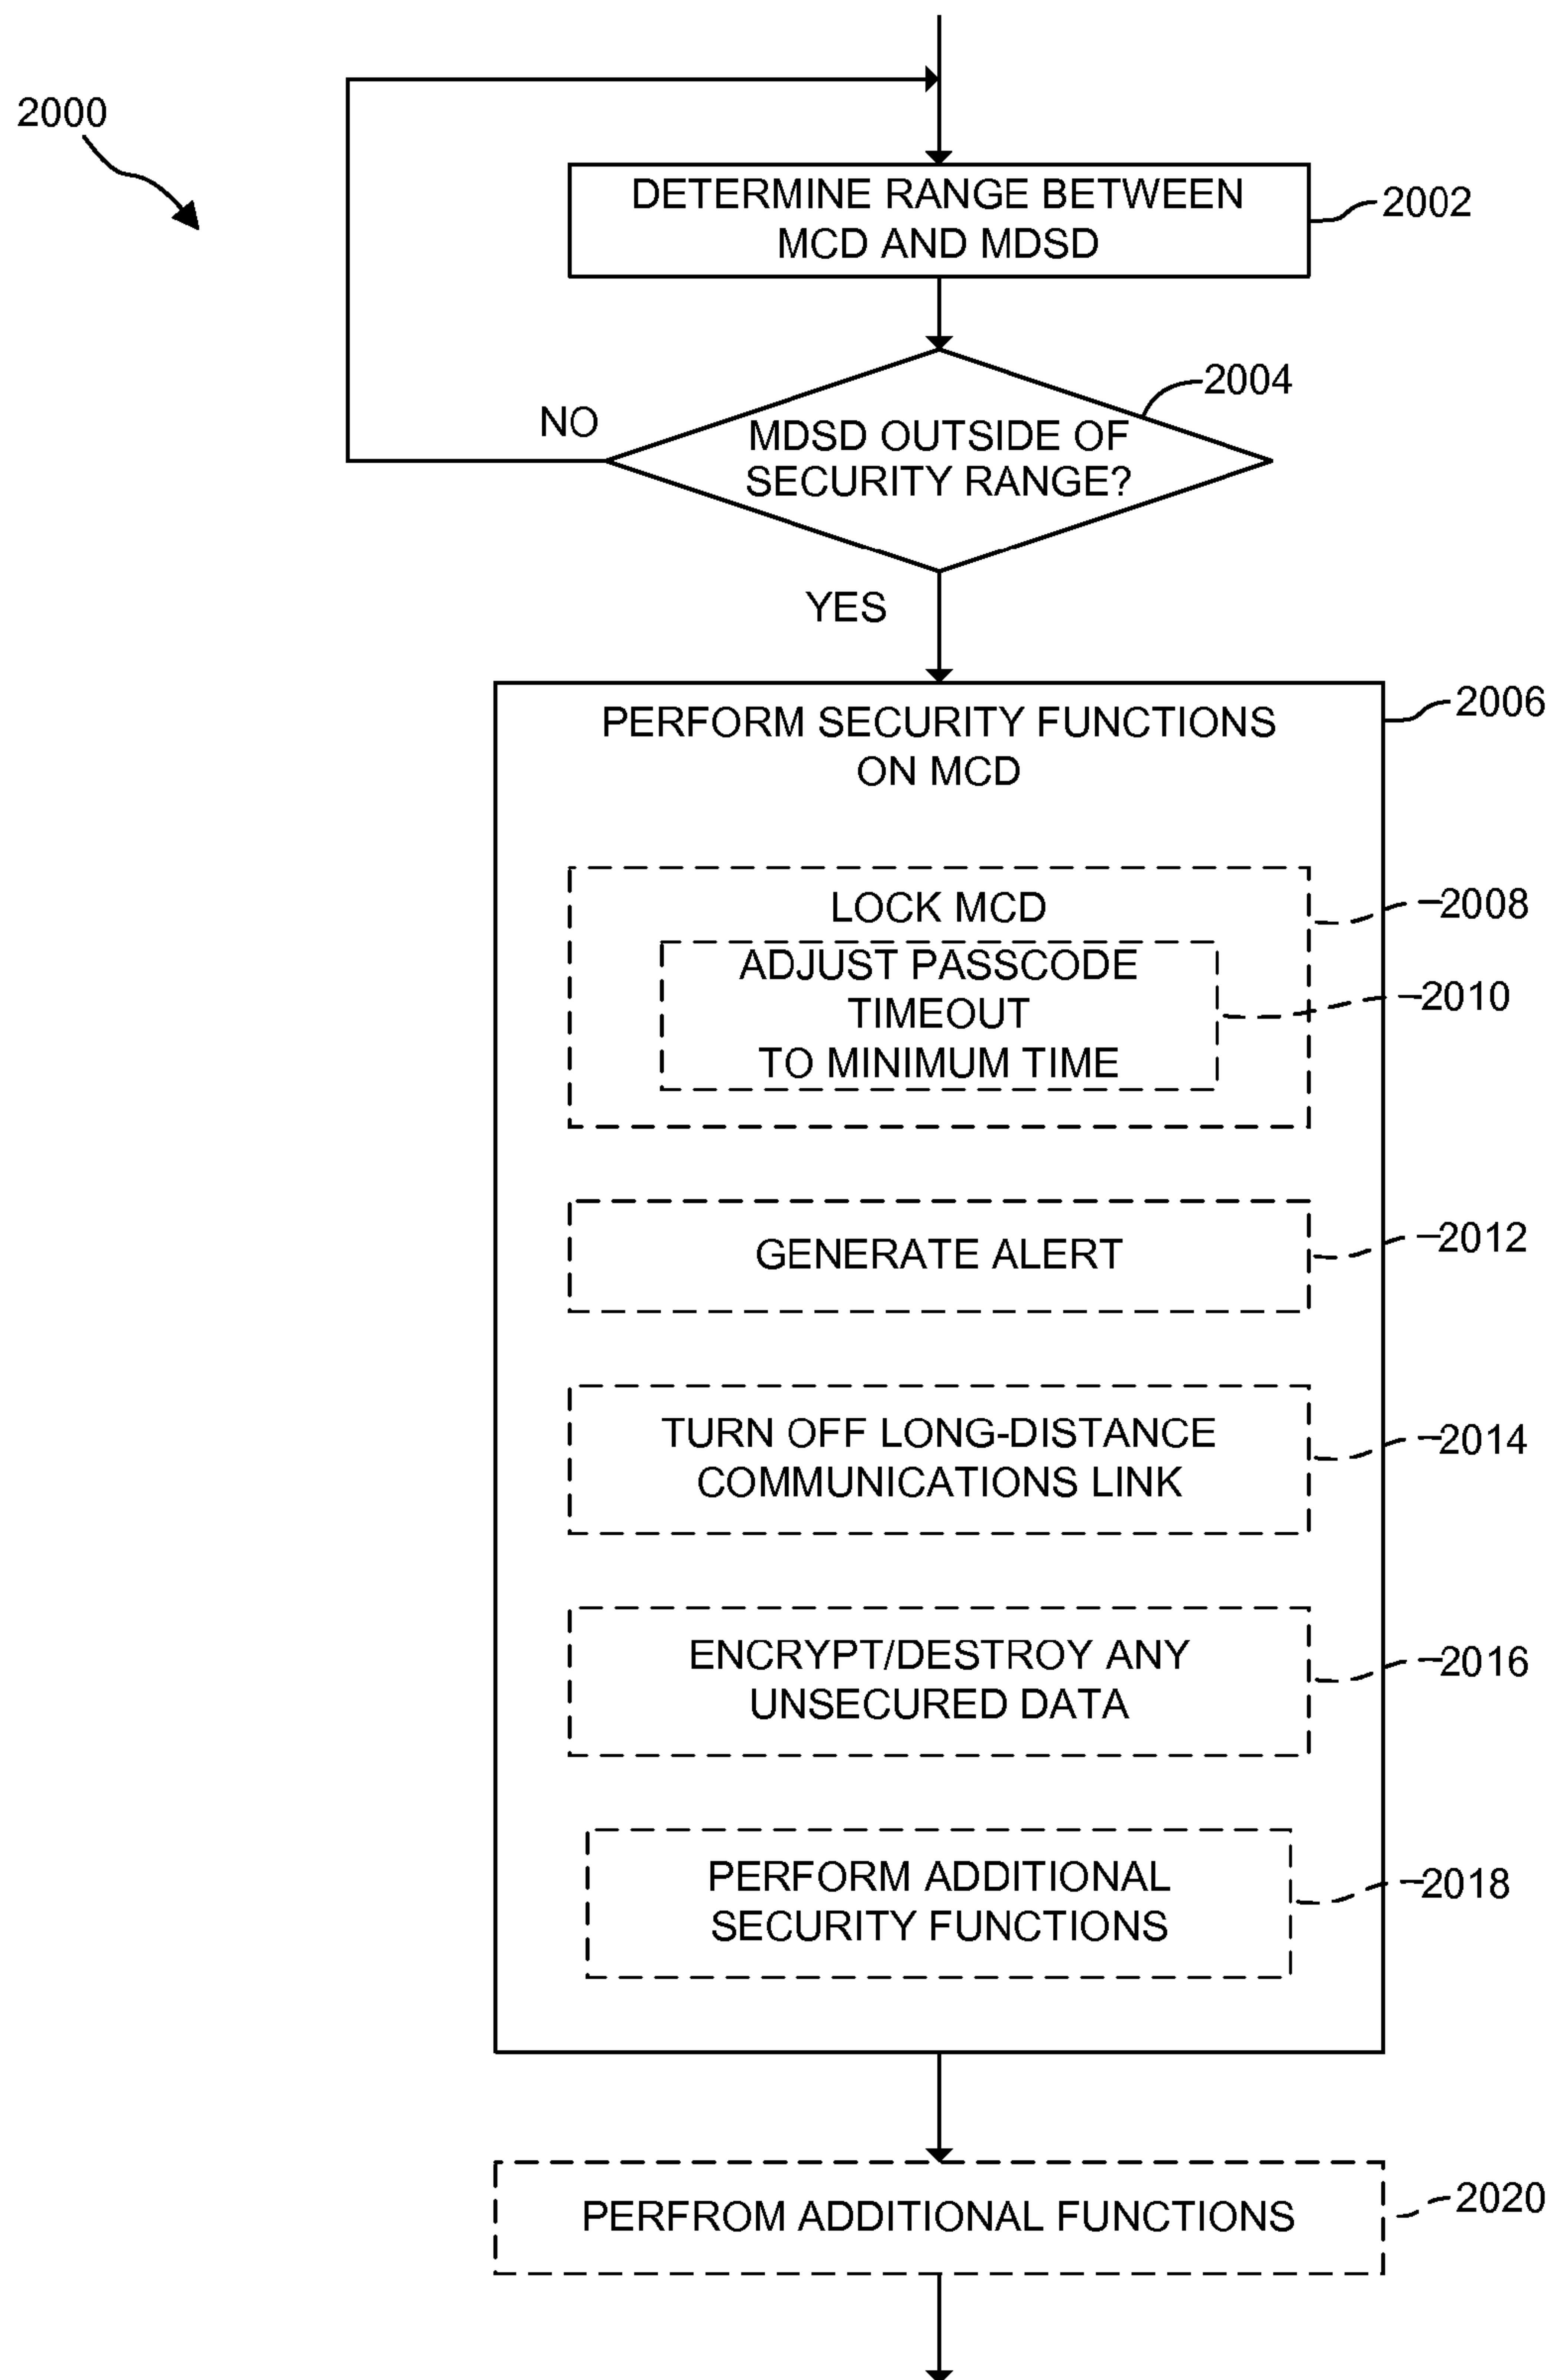 2000
DETERMINE RANGE BETWEEN
MCD AND MDSD
2002
2004
NO
MDSD OUTSIDE OF
SECURITY RANGE?
YES
2006
PERFORM SECURITY FUNCTIONS
ON MCD
LOCK MCD
2008
ADJUST PASSCODE
TIMEOUT
TO MINIMUM TIME
2010
GENERATE ALERT
2012
TURN OFF LONG-DISTANCE
COMMUNICATIONS LINK
2014
ENCRYPT/DESTROY ANY
UNSECURED DATA
2016
PERFORM ADDITIONAL
SECURITY FUNCTIONS
2018
PERFROM ADDITIONAL FUNCTIONS
2020